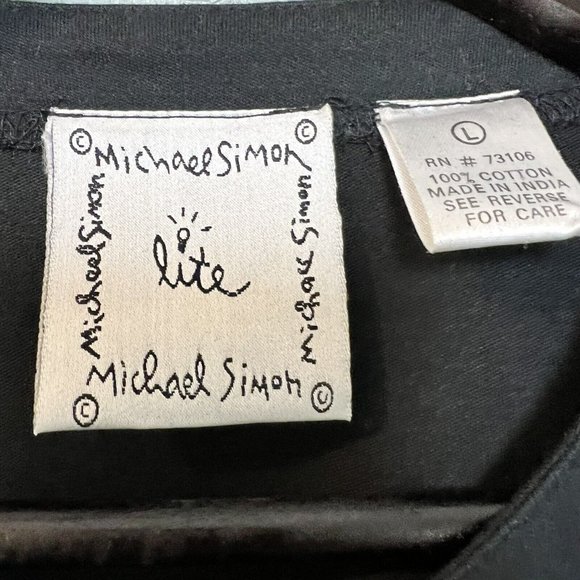 © Michael Simon ©
Michael Simon
lite
Michael Simon
© Michael Simon ©
L
RN # 73106
100% COTTON
MADE IN INDIA
SEE REVERSE
FOR CARE